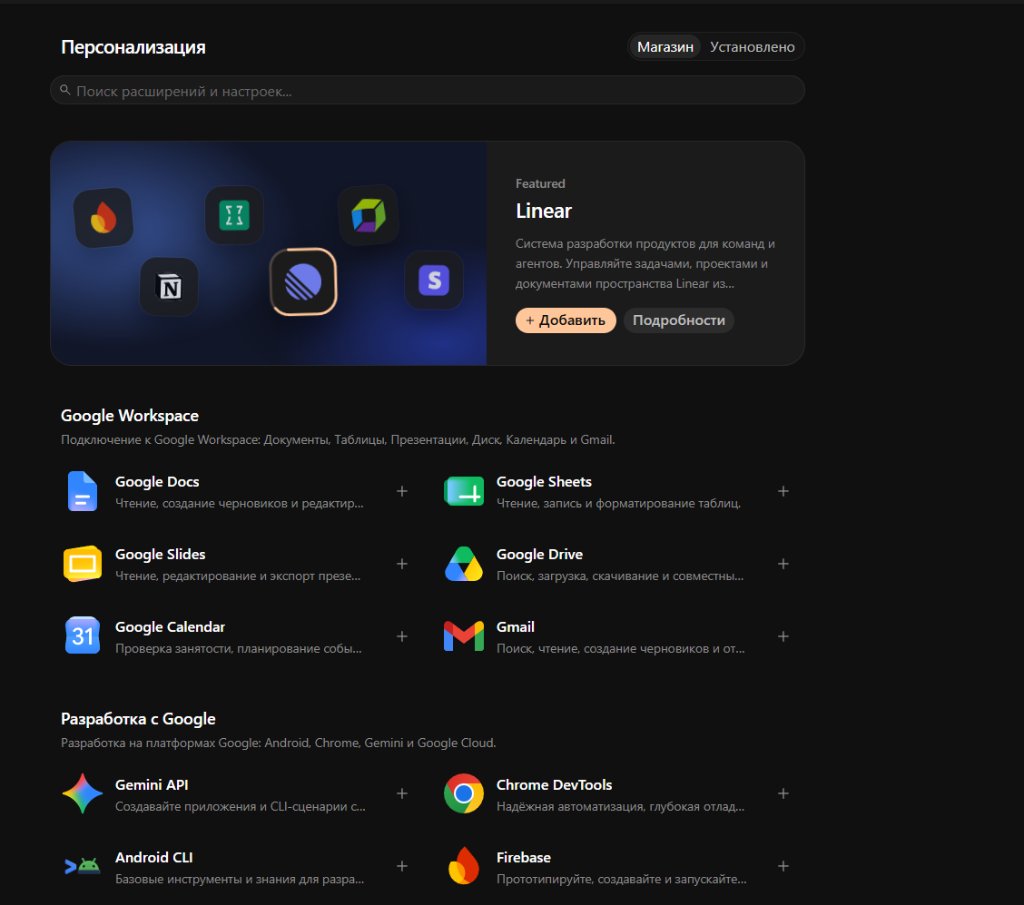 Персонализация
Магазин
Установлено
Поиск расширений и настроек...
Featured
Linear
Система разработки продуктов для команд и
агентов. Управляйте задачами, проектами и
документами пространства Linear из...
+ Добавить
Подробности
N
S
Google Workspace
Подключение к Google Workspace: Документы, Таблицы, Презентации, Диск, Календарь и Gmail.
Google Docs
Чтение, создание черновиков и редактир...
Google Sheets
Чтение, запись и форматирование таблиц.
Google Slides
Чтение, редактирование и экспорт презе...
Google Drive
Поиск, загрузка, скачивание и совместны...
31
Google Calendar
Проверка занятости, планирование собы...
Gmail
Поиск, чтение, создание черновиков и от...
Разработка с Google
Разработка на платформах Google: Android, Chrome, Gemini и Google Cloud.
Gemini API
Создавайте приложения и CLI-сценарии с...
Chrome DevTools
Надёжная автоматизация, глубокая отлад...
Android CLI
Базовые инструменты и знания для разра...
Firebase
Прототипируйте, создавайте и запускайте...